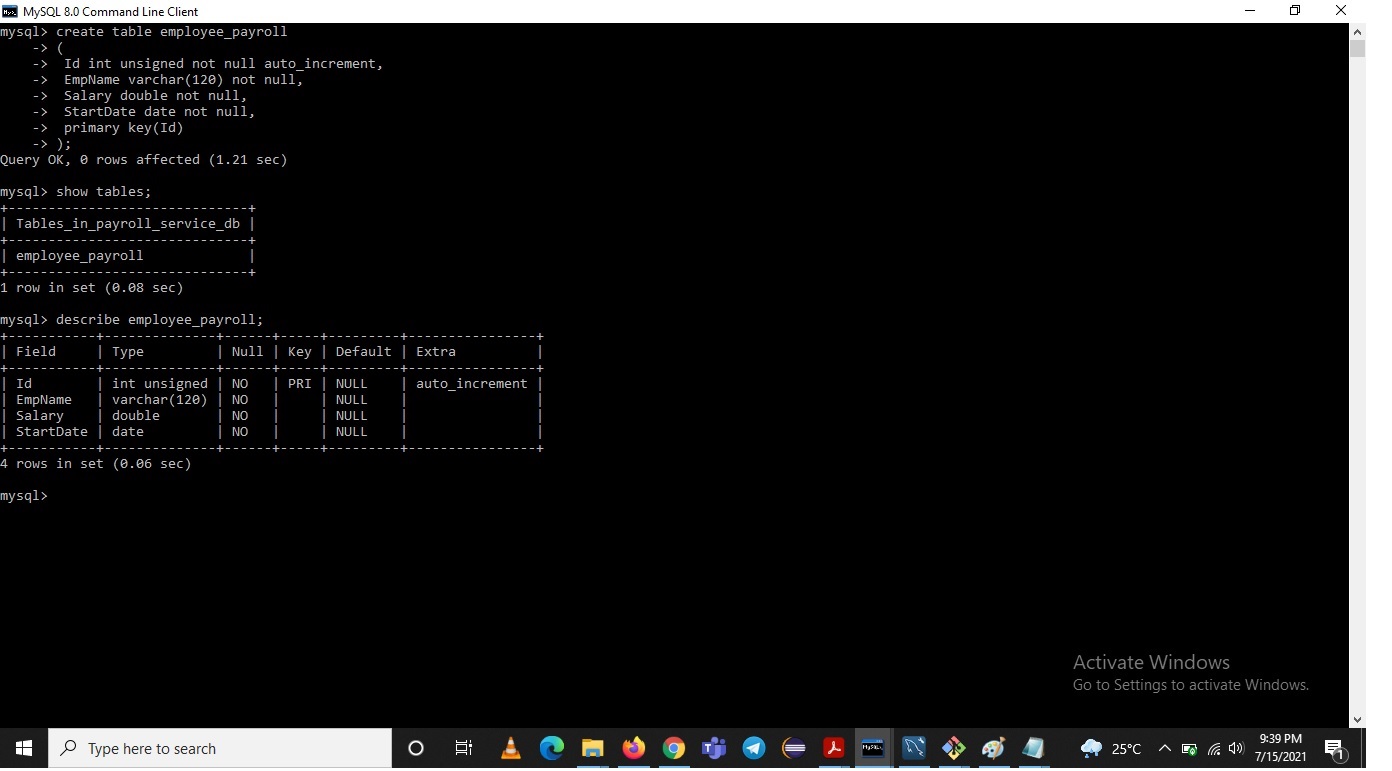 MySQL 8.0 Command Line Client
mysql> create table employee_payroll
    -> (
    ->  Id int unsigned not null auto_increment,
    ->  EmpName varchar(120) not null,
    ->  Salary double not null,
    ->  StartDate date not null,
    ->  primary key(Id)
    -> );
Query OK, 0 rows affected (1.21 sec)
mysql> show tables;
+------------------------------+
| Tables_in_payroll_service_db |
+------------------------------+
| employee_payroll             |
+------------------------------+
1 row in set (0.08 sec)
mysql> describe employee_payroll;
+-----------+--------------+------+-----+---------+----------------+
| Field     | Type         | Null | Key | Default | Extra          |
+-----------+--------------+------+-----+---------+----------------+
| Id        | int unsigned | NO   | PRI | NULL    | auto_increment |
| EmpName   | varchar(120) | NO   |     | NULL    |                |
| Salary    | double       | NO   |     | NULL    |                |
| StartDate | date         | NO   |     | NULL    |                |
+-----------+--------------+------+-----+---------+----------------+
4 rows in set (0.06 sec)
mysql>
Activate Windows
Go to Settings to activate Windows.
Type here to search
25°C
9:39 PM
7/15/2021
1